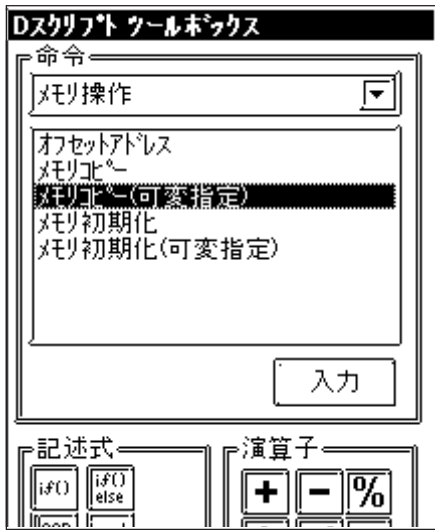 Dｽｸﾘﾌﾟﾄ ﾂｰﾙﾎﾞｯｸｽ
命令
ﾒﾓﾘ操作
ｵﾌｾｯﾄｱﾄﾞﾚｽ
ﾒﾓﾘｺﾋﾟｰ
ﾒﾓﾘｺﾋﾟｰ(可変指定)
ﾒﾓﾘ初期化
ﾒﾓﾘ初期化(可変指定)
入力
記述式 演算子
if() if() else + - %